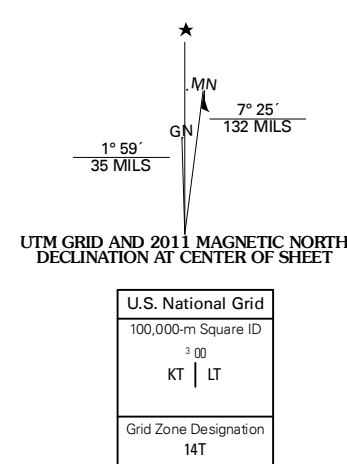 ★
MN
GN
7° 25´
132 MILS
1° 59´
35 MILS
UTM GRID AND 2011 MAGNETIC NORTH
DECLINATION AT CENTER OF SHEET
U.S. National Grid
100,000-m Square ID
3 00
KT | LT
Grid Zone Designation
14T